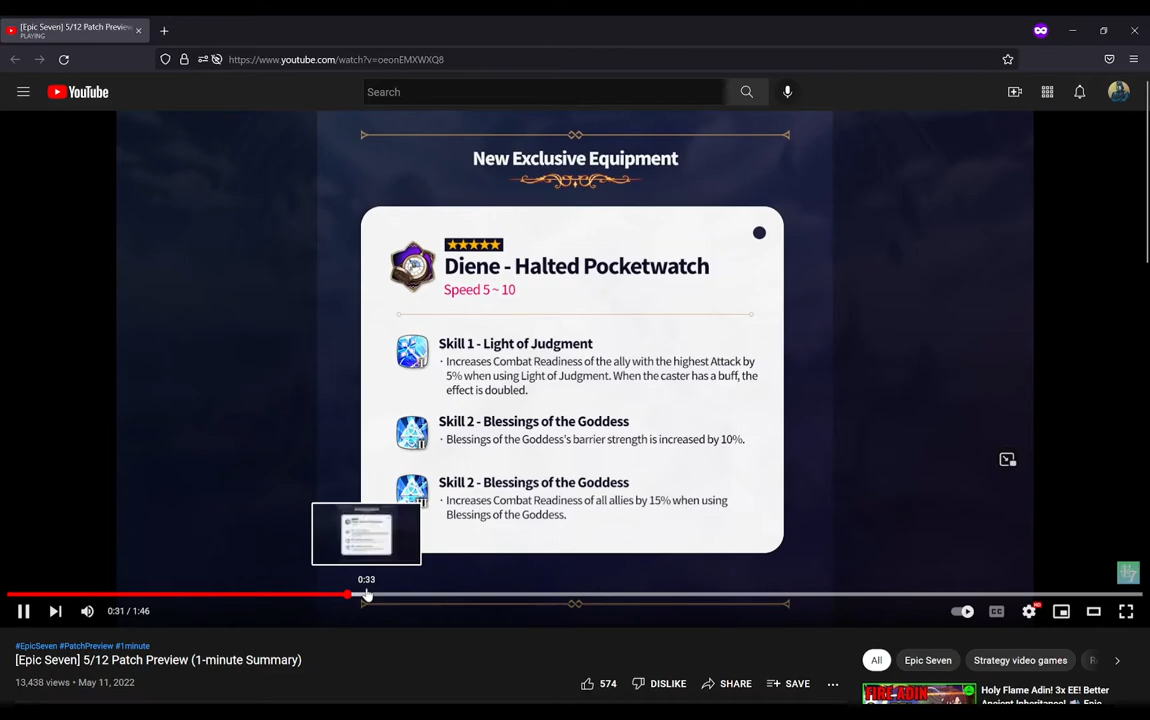 [Epic Seven] 5/12 Patch Preview
PLAYING
https://www.youtube.com/watch?v=oeonEMXWXQ8
YouTube
Search
New Exclusive Equipment
Diene - Halted Pocketwatch
Speed 5 ~ 10
Skill 1 - Light of Judgment
· Increases Combat Readiness of the ally with the highest Attack by
5% when using Light of Judgment. When the caster has a buff, the
effect is doubled.
Skill 2 - Blessings of the Goddess
· Blessings of the Goddess's barrier strength is increased by 10%.
Skill 2 - Blessings of the Goddess
· Increases Combat Readiness of all allies by 15% when using
Blessings of the Goddess.
0:33
0:31 / 1:46
#EpicSeven #PatchPreview #1minute
[Epic Seven] 5/12 Patch Preview (1-minute Summary)
13,438 views • May 11, 2022
574
DISLIKE
SHARE
SAVE
All
Epic Seven
Strategy video games
FIRE ADIN
Holy Flame Adin! 3x EE! Better
Ancient Inheritance!